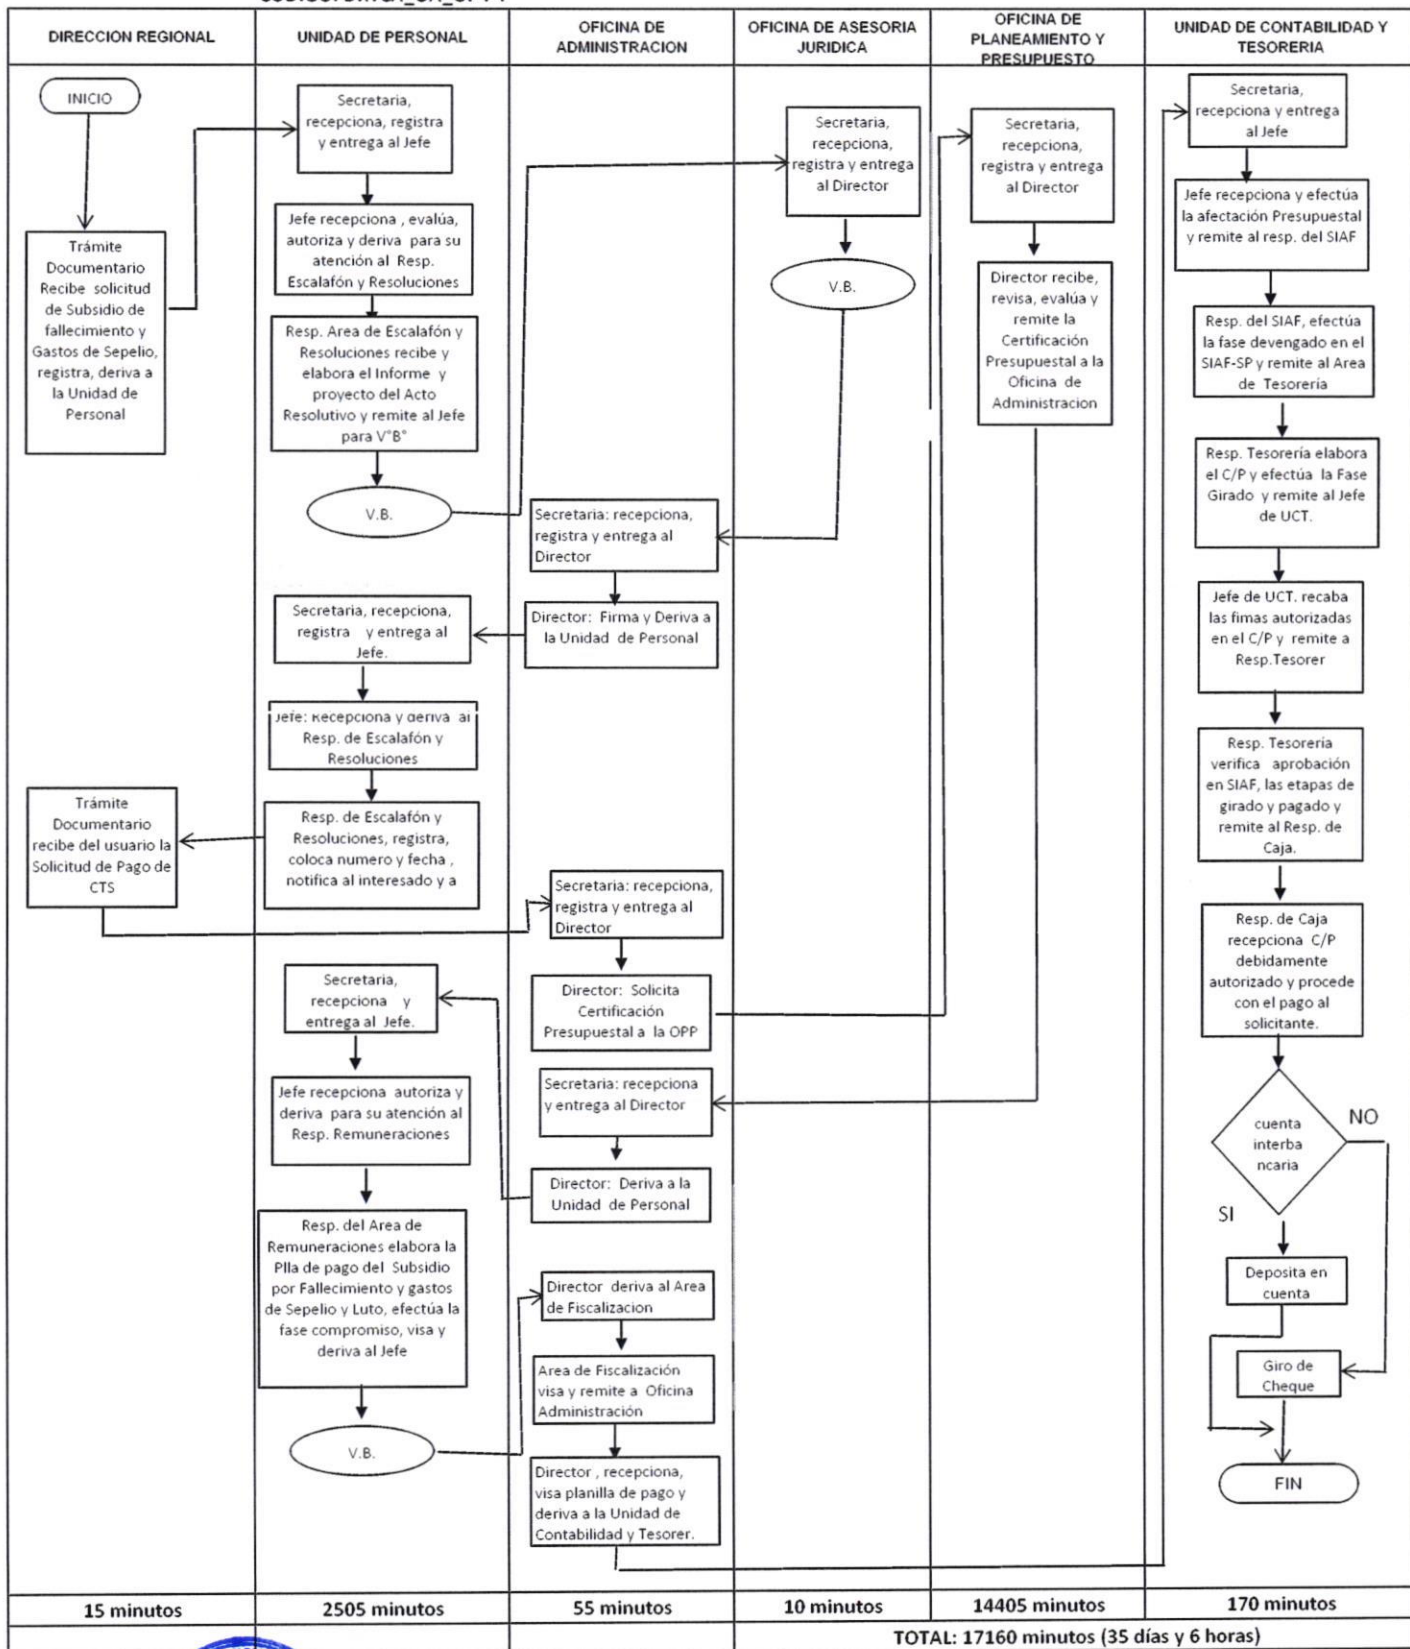 DIRECCION REGIONAL
UNIDAD DE PERSONAL
OFICINA DE
ADMINISTRACION
OFICINA DE ASESORIA
JURIDICA
OFICINA DE
PLANEAMIENTO Y
PRESUPUESTO
UNIDAD DE CONTABILIDAD Y
TESORERIA
INICIO
Trámite
Documentario
Recibe solicitud
de Subsidio de
fallecimiento y
Gastos de Sepelio,
registra, deriva a
la Unidad de
Personal
Secretaria,
recepciona, registra
y entrega al Jefe
Jefe recepciona , evalúa,
autoriza y deriva para su
atención al Resp.
Escalafón y Resoluciones
Resp. Area de Escalafón y
Resoluciones recibe y
elabora el Informe y
proyecto del Acto
Resolutivo y remite al Jefe
para V°B°
V.B.
Secretaria,
recepciona,
registra y entrega
al Director
V.B.
Secretaria: recepciona,
registra y entrega al
Director
Director: Firma y Deriva a
la Unidad de Personal
Secretaria, recepciona,
registra y entrega al
Jefe.
Jefe: Recepciona y deriva al
Resp. de Escalafón y
Resoluciones
Resp. de Escalafón y
Resoluciones, registra,
coloca numero y fecha ,
notifica al interesado y a
Trámite
Documentario
recibe del usuario la
Solicitud de Pago de
CTS
Secretaria: recepciona,
registra y entrega al
Director
Director: Solicita
Certificación
Presupuestal a la OPP
Secretaria,
recepciona,
registra y entrega
al Director
Director recibe,
revisa, evalúa y
remite la
Certificación
Presupuestal a la
Oficina de
Administracion
Secretaria: recepciona
y entrega al Director
Director: Deriva a la
Unidad de Personal
Secretaria,
recepciona y
entrega al Jefe.
Jefe recepciona autoriza y
deriva para su atención al
Resp. Remuneraciones
Resp. del Area de
Remuneraciones elabora la
Plla de pago del Subsidio
por Fallecimiento y gastos
de Sepelio y Luto, efectúa la
fase compromiso, visa y
deriva al Jefe
V.B.
Director deriva al Area
de Fiscalizacion
Area de Fiscalización
visa y remite a Oficina
Administración
Director , recepciona,
visa planilla de pago y
deriva a la Unidad de
Contabilidad y Tesorer.
Secretaria,
recepciona y entrega
al Jefe
Jefe recepciona y efectúa
la afectación Presupuestal
y remite al resp. del SIAF
Resp. del SIAF, efectúa
la fase devengado en el
SIAF-SP y remite al Area
de Tesorería
Resp. Tesorería elabora
el C/P y efectúa la Fase
Girado y remite al Jefe
de UCT.
Jefe de UCT. recaba
las fimas autorizadas
en el C/P y remite a
Resp.Tesorer
Resp. Tesorería
verifica aprobación
en SIAF, las etapas de
girado y pagado y
remite al Resp. de
Caja.
Resp. de Caja
recepciona C/P
debidamente
autorizado y procede
con el pago al
solicitante.
cuenta
interba
ncaria
NO
SI
Deposita en
cuenta
Giro de
Cheque
FIN
15 minutos
2505 minutos
55 minutos
10 minutos
14405 minutos
170 minutos
TOTAL: 17160 minutos (35 días y 6 horas)